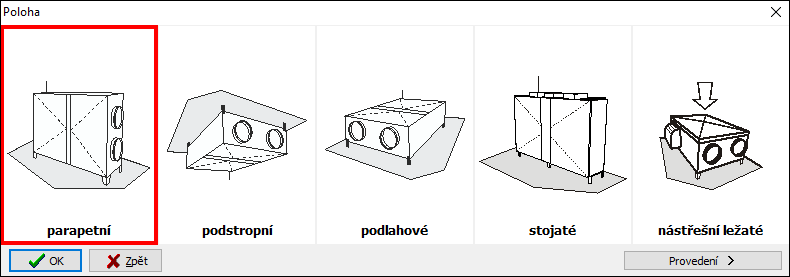 Poloha
parapetní
podstropní
podlahové
stojaté
nástřešní ležaté
OK
Zpět
Provedení